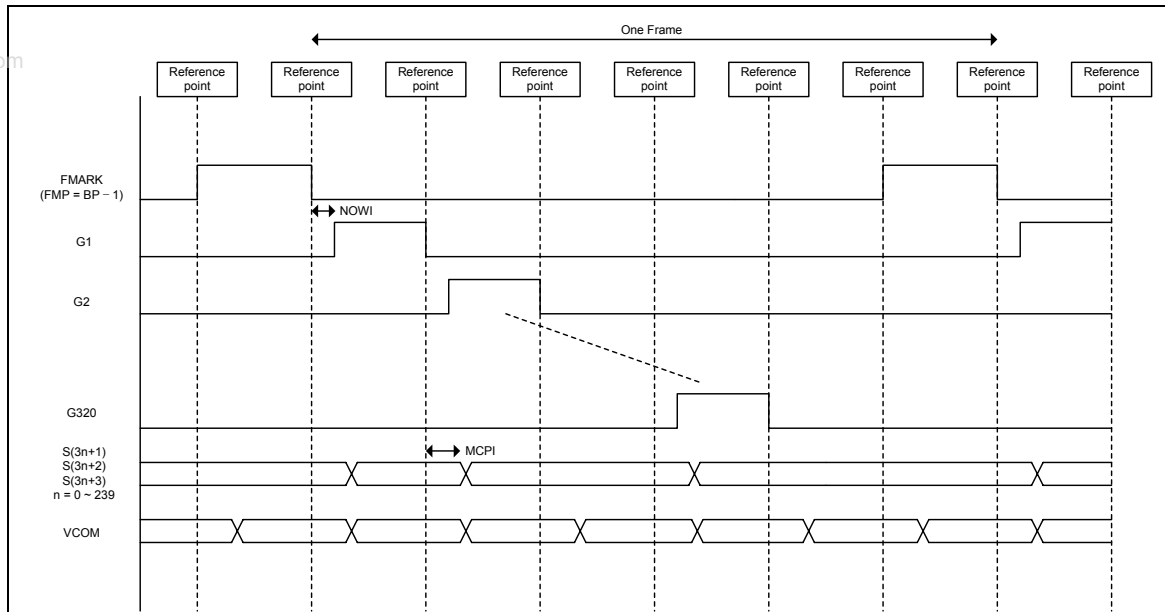 One Frame
om
Reference
point
Reference
point
Reference
point
Reference
point
Reference
point
Reference
point
Reference
point
Reference
point
Reference
point
FMARK
(FMP = BP − 1)
NOWI
G1
G2
G320
S(3n+1)
MCPI
S(3n+2)
S(3n+3)
n = 0 ~ 239
VCOM